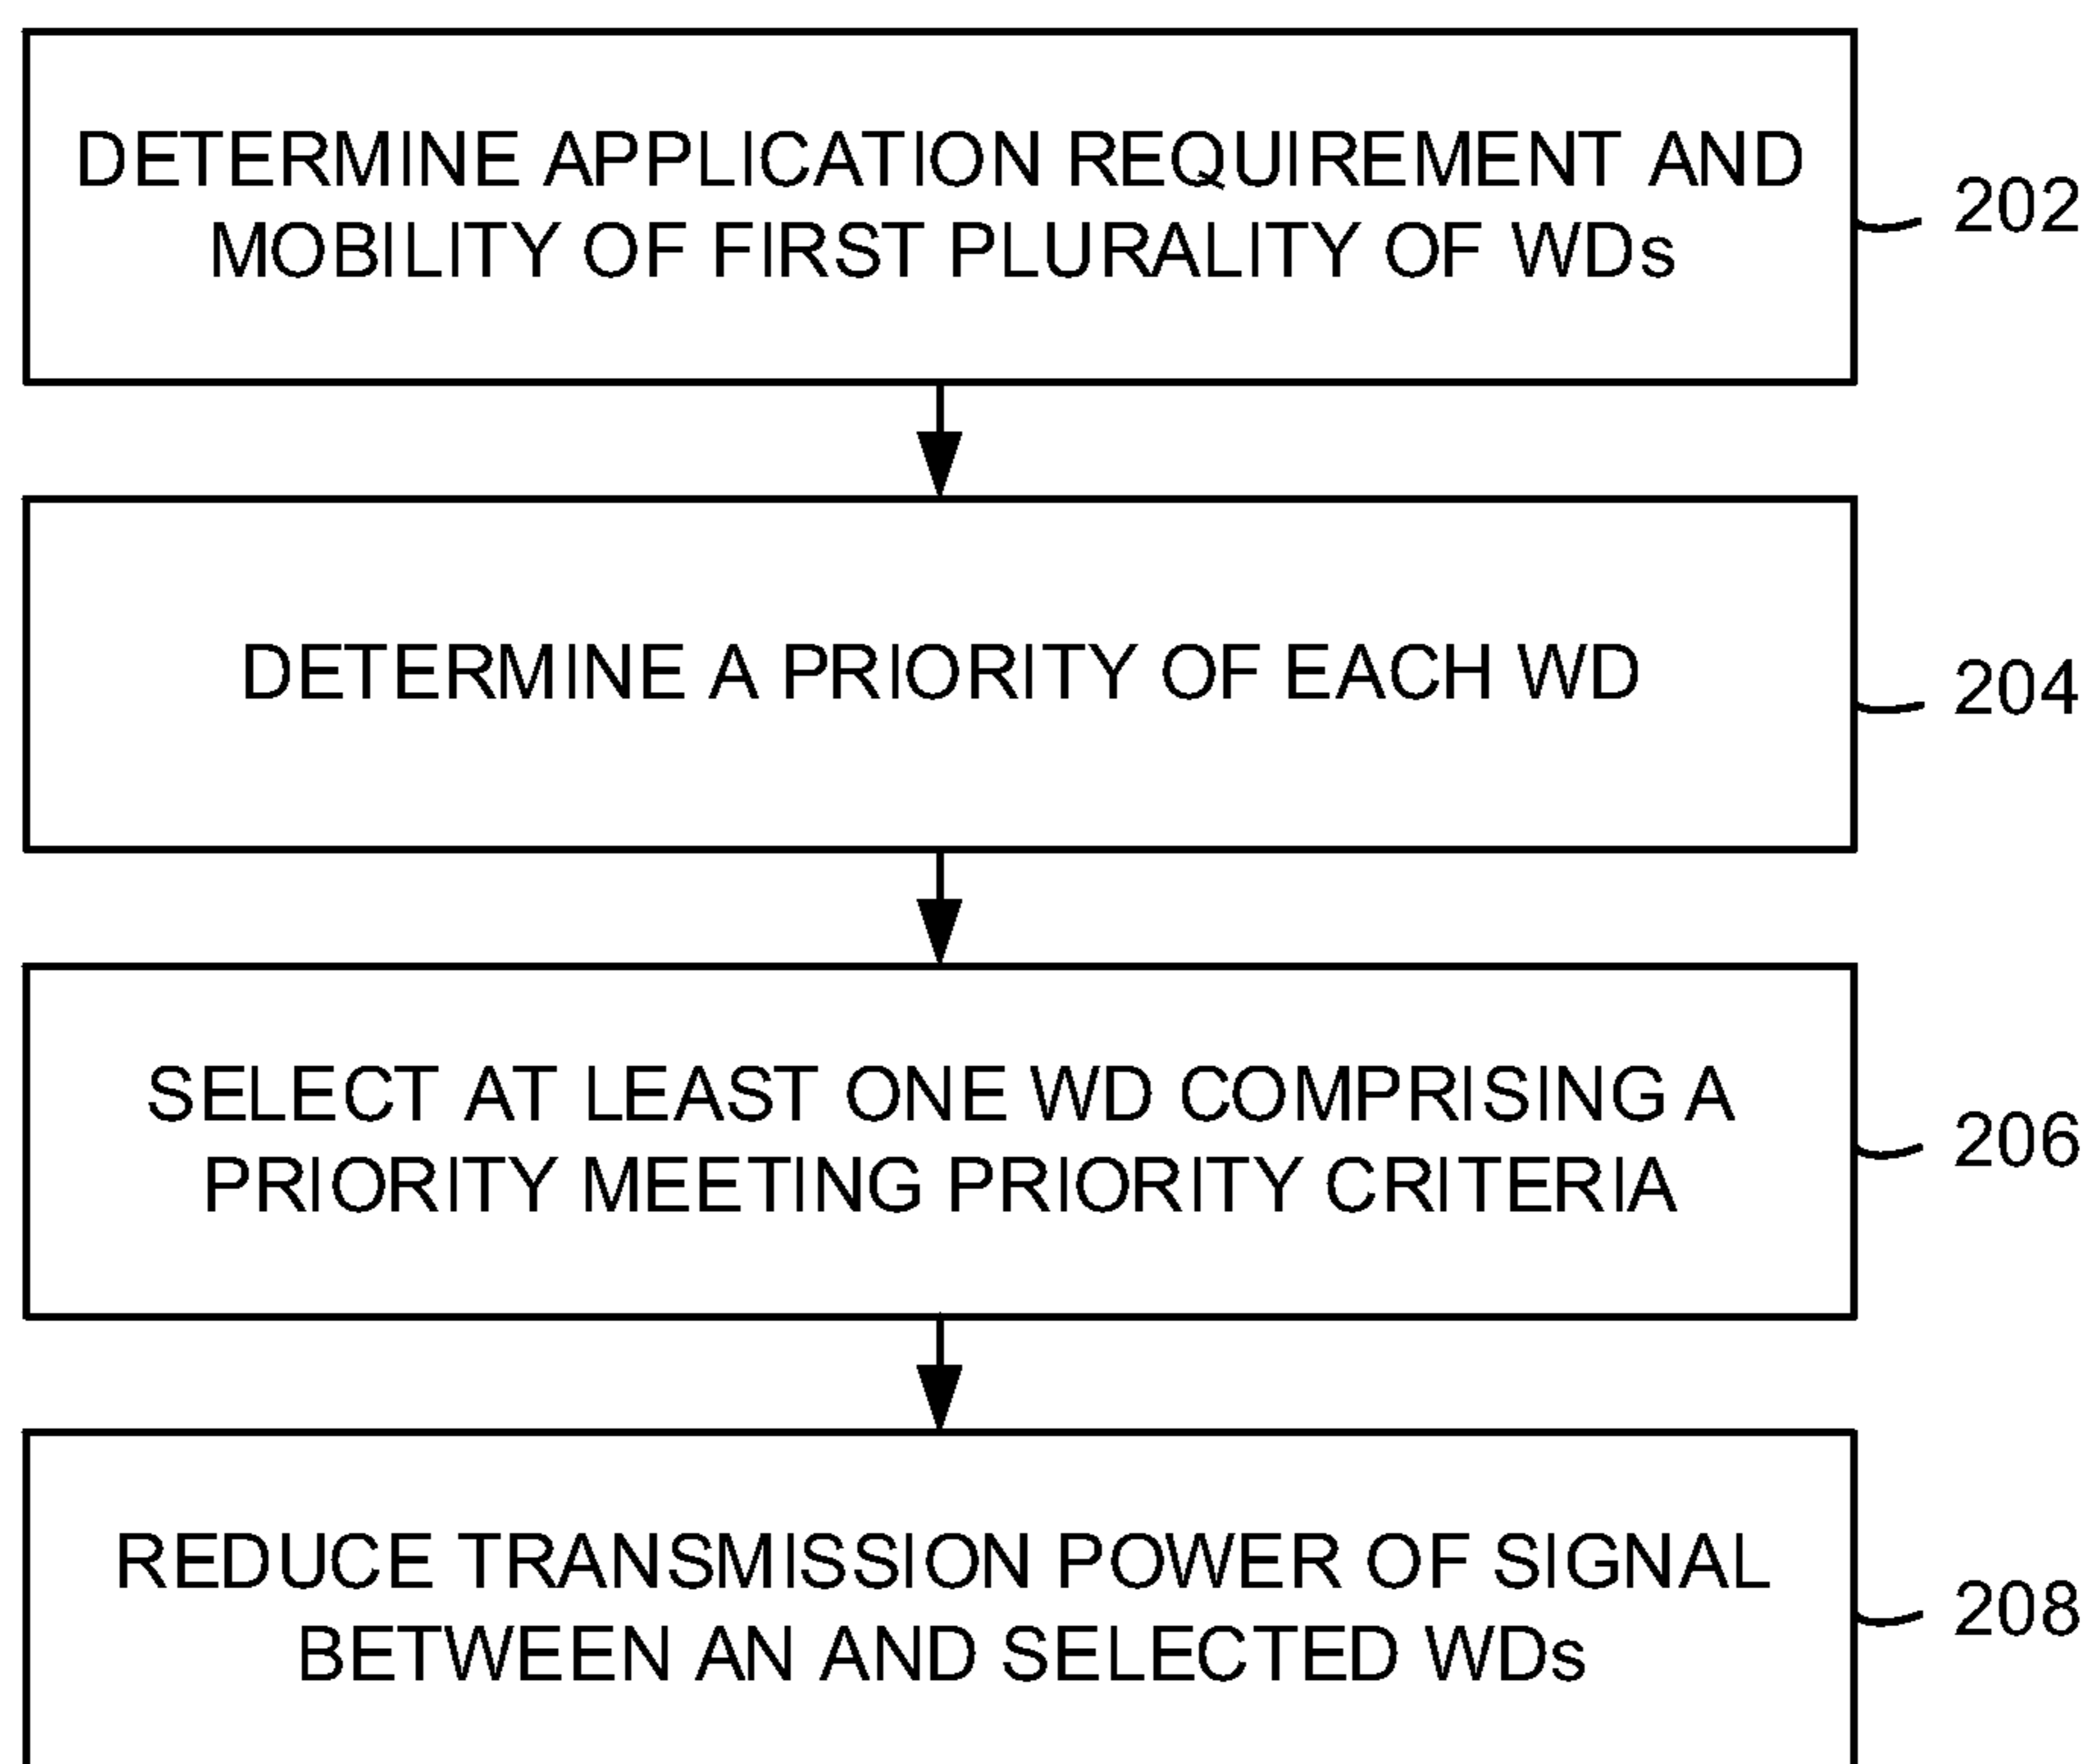 DETERMINE APPLICATION REQUIREMENT AND
MOBILITY OF FIRST PLURALITY OF WDs
202
DETERMINE A PRIORITY OF EACH WD
204
SELECT AT LEAST ONE WD COMPRISING A
PRIORITY MEETING PRIORITY CRITERIA
206
REDUCE TRANSMISSION POWER OF SIGNAL
BETWEEN AN AND SELECTED WDs
208